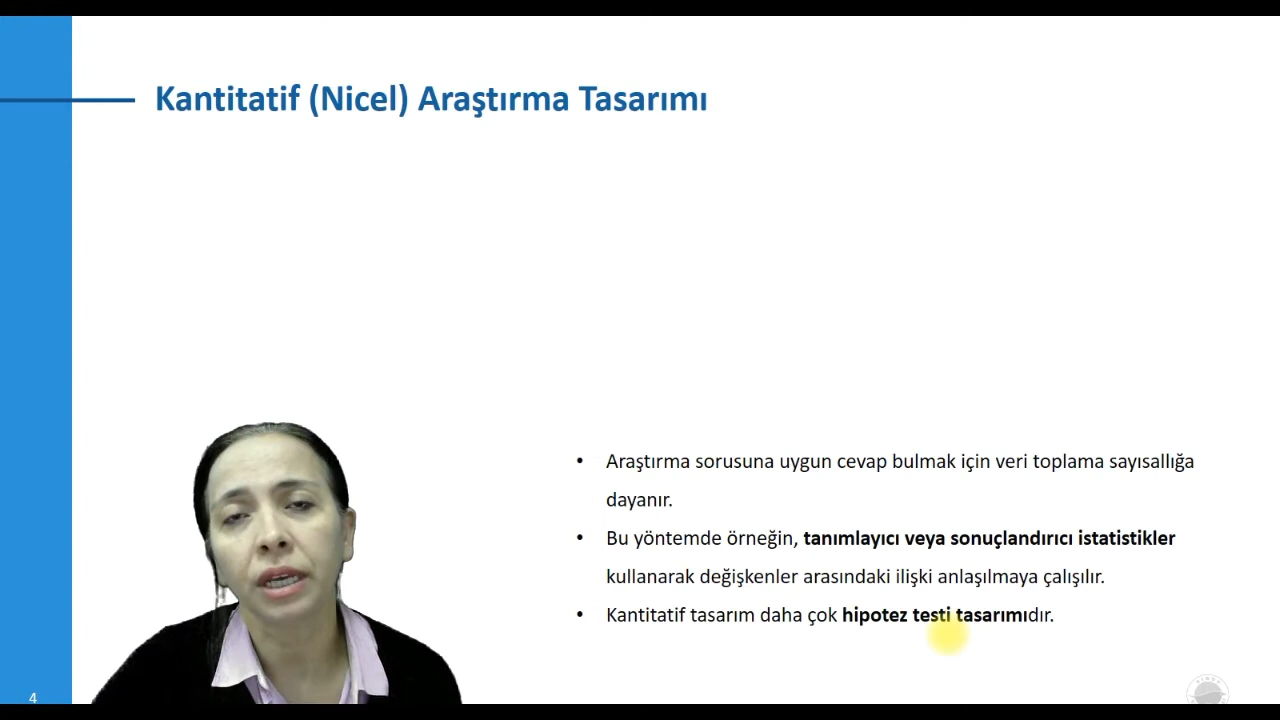 Kantitatif (Nicel) Araştırma Tasarımı
• Araştırma sorusuna uygun cevap bulmak için veri toplama sayısallığa
dayanır.
• Bu yöntemde örneğin, tanımlayıcı veya sonuçlandırıcı istatistikler
kullanarak değişkenler arasındaki ilişki anlaşılmaya çalışılır.
• Kantitatif tasarım daha çok hipotez testi tasarımıdır.
4